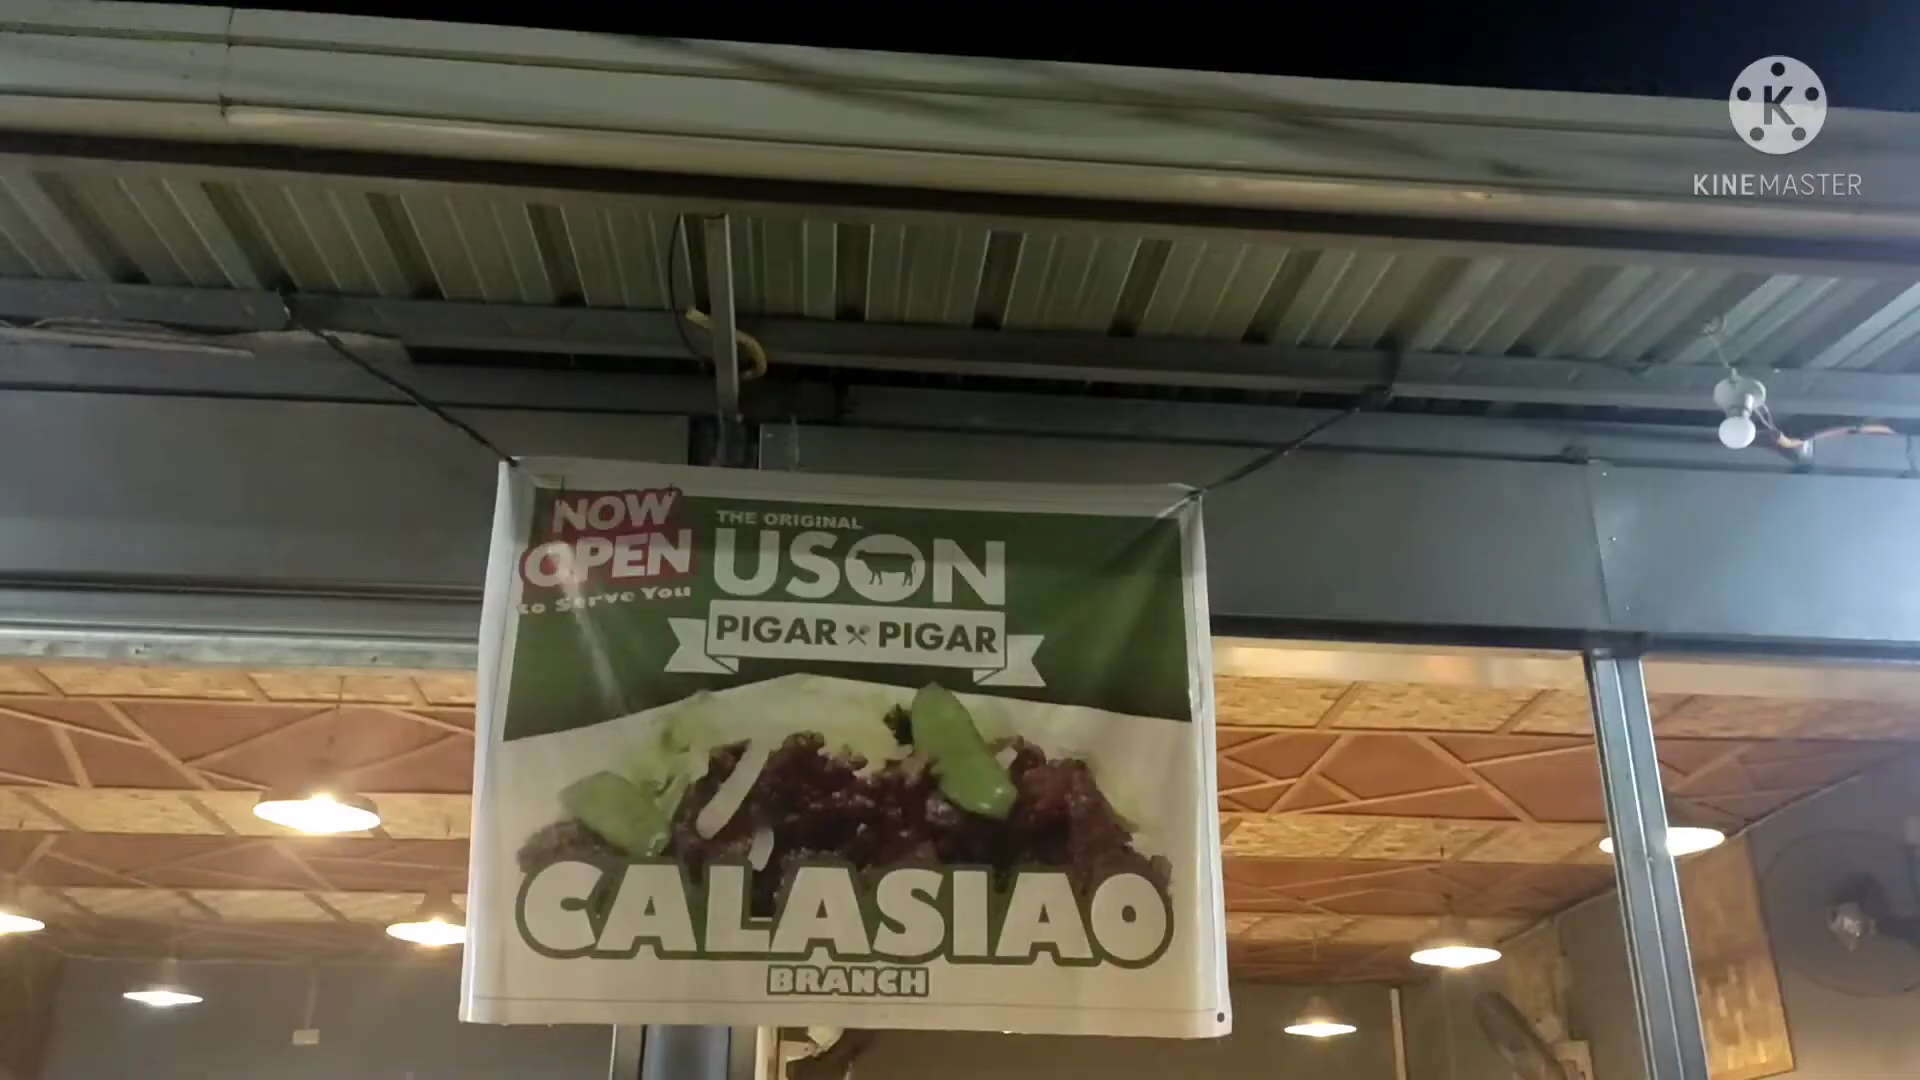 KINEMASTER
NOW
OPEN
to Serve You
THE ORIGINAL
USON
PIGAR PIGAR
CALASIAO
BRANCH